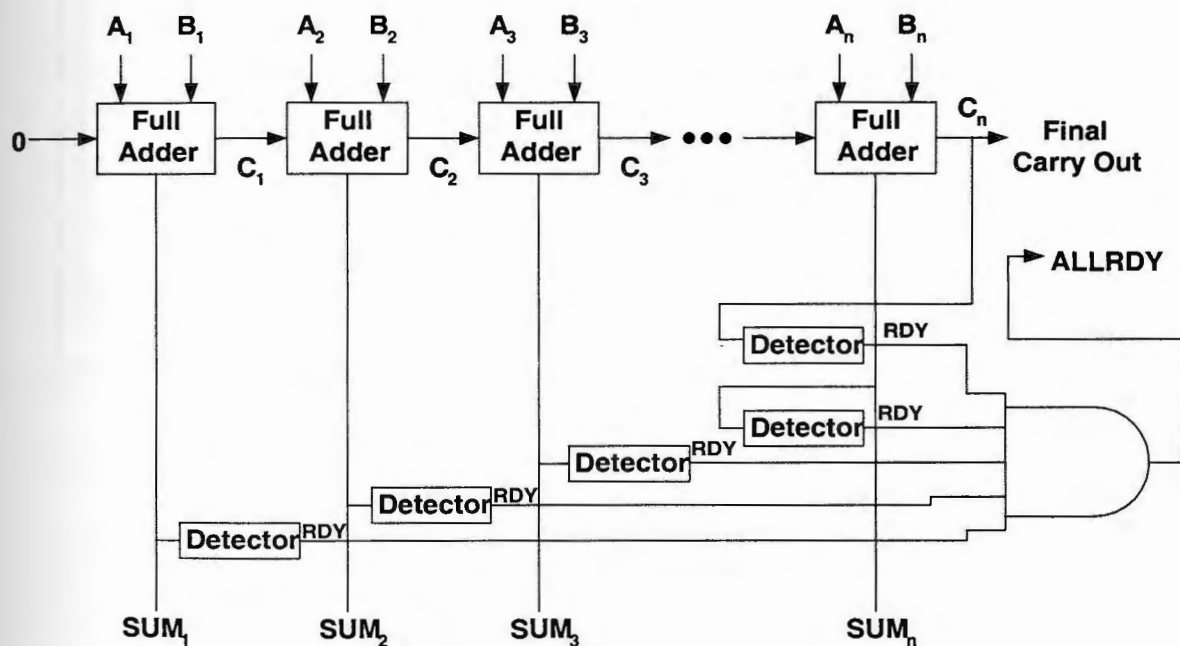 A₁ B₁ A₂ B₂ A₃ B₃ Aₙ Bₙ
0 Full Adder Full Adder Full Adder ••• Full Adder Cₙ Final Carry Out
C₁ C₂ C₃
ALLRDY
Detector RDY
Detector RDY
Detector RDY
Detector RDY
Detector RDY
SUM₁ SUM₂ SUM₃ SUMₙ